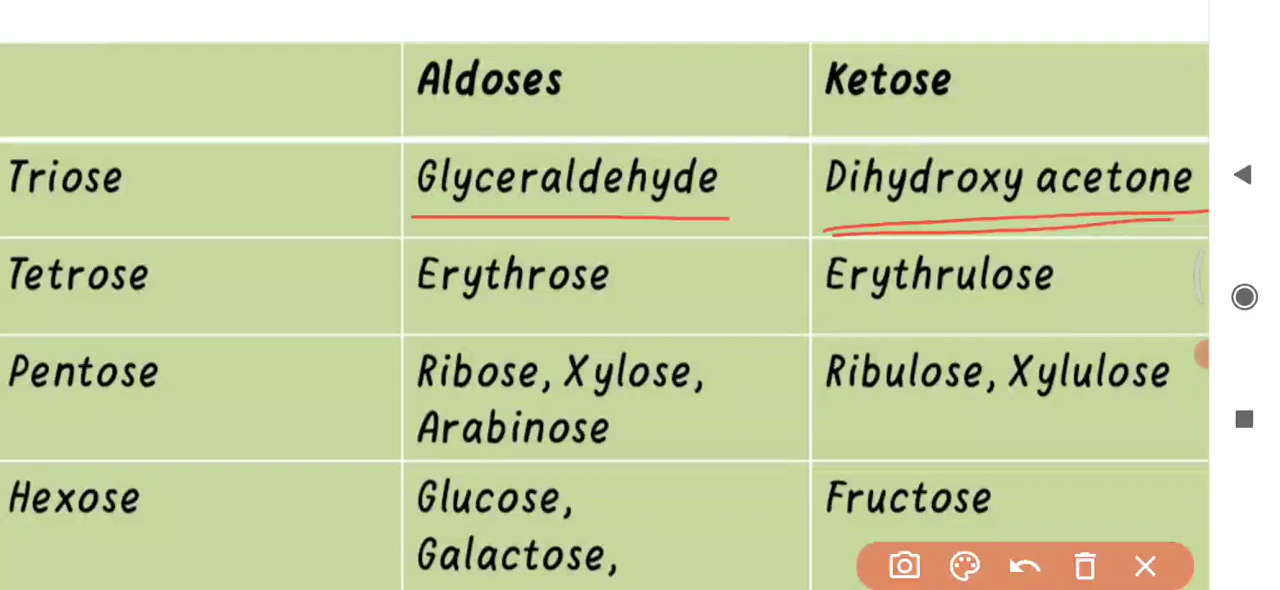 Aldoses Ketose
Triose Glyceraldehyde Dihydroxy acetone
Tetrose Erythrose Erythrulose
Pentose Ribose, Xylose, Ribulose, Xylulose
Arabinose
Hexose Glucose, Fructose
Galactose,